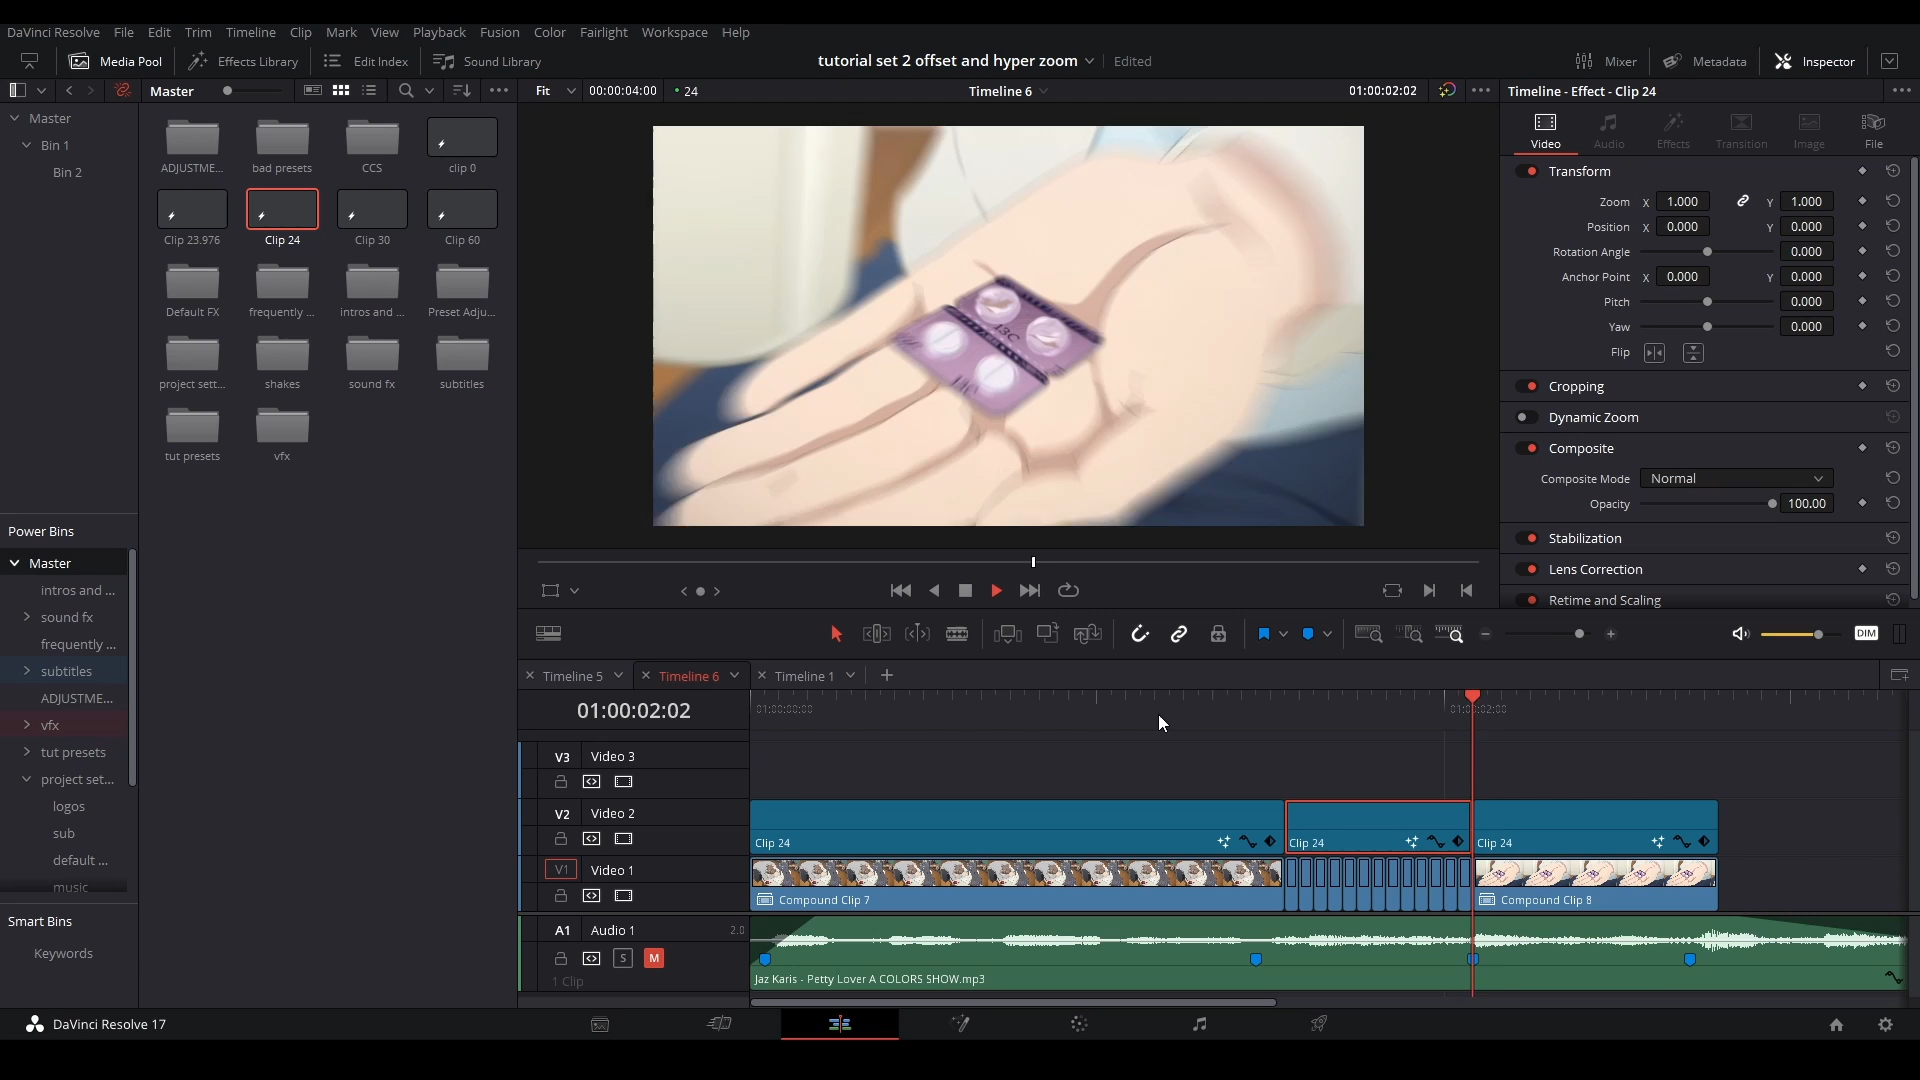 DaVinci Resolve File Edit Trim Timeline Clip Mark View Playback Fusion Color Fairlight Workspace Help
Media Pool Effects Library Edit Index Sound Library tutorial set 2 offset and hyper zoom Edited Mixer Metadata Inspector
Master Fit 00:00:04:00 24 Timeline 6 01:00:02:02 Timeline - Effect - Clip 24
Master
Bin 1
Bin 2
ADJUSTME... bad presets CCS clip 0
Clip 23.976 Clip 24 Clip 30 Clip 60
Default FX frequently ... intros and ... Preset Adju...
project sett... shakes sound fx subtitles
tut presets vfx
Video Audio Effects Transition Image File
Transform
Zoom X 1.000 Y 1.000
Position X 0.000 Y 0.000
Rotation Angle 0.000
Anchor Point X 0.000 Y 0.000
Pitch 0.000
Yaw 0.000
Flip
Cropping
Dynamic Zoom
Composite
Composite Mode Normal
Opacity 100.00
Stabilization
Lens Correction
Retime and Scaling
Power Bins
Master
intros and ...
sound fx
frequently ...
subtitles
ADJUSTME...
vfx
tut presets
project set...
logos
sub
default ...
music
Smart Bins
Keywords
DIM
Timeline 5 Timeline 6 Timeline 1
01:00:02:02 01:00:00:00 01:00:02:00
V3 Video 3
V2 Video 2
Clip 24 Clip 24 Clip 24
V1 Video 1
Compound Clip 7 Compound Clip 8
A1 Audio 1 2.0
S M
1 Clip
Jaz Karis - Petty Lover A COLORS SHOW.mp3
DaVinci Resolve 17